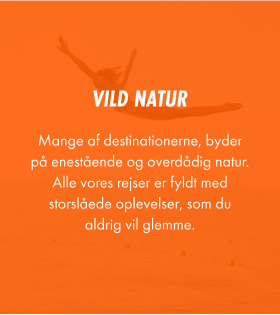 VILD NATUR
Mange af destinationerne, byder
på enestående og overdådig natur.
Alle vores rejser er fyldt med
storslåede oplevelser, som du
aldrig vil glemme.